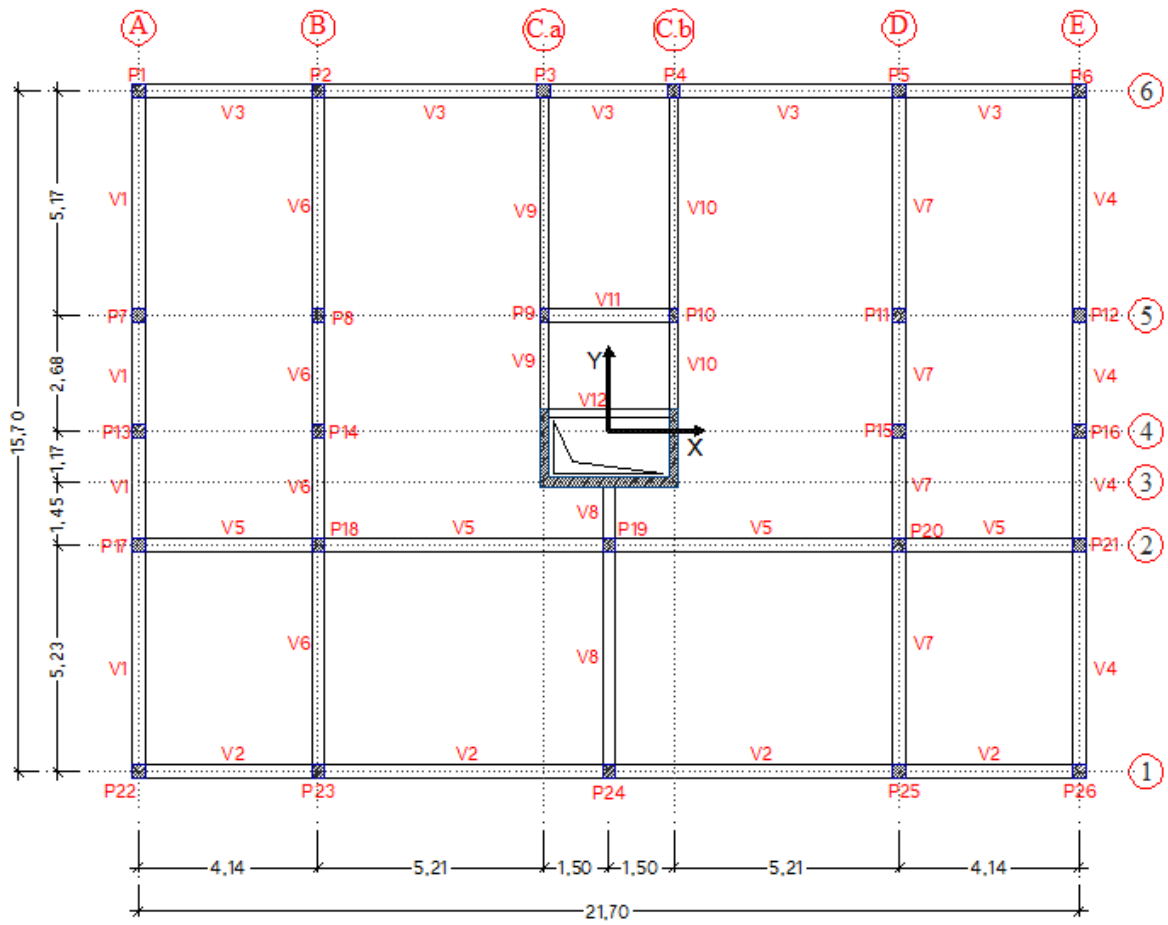 A B C.a C.b D E
P1 P2 P3 P4 P5 P6
6
V3 V3 V3 V3 V3
V1 V6 V9 V10 V7 V4
5,17
V11
P7 P8 P9 P10 P11 P12
5
V1 V6 V9 V10 V7 V4
2,68
Y
V12
15,70
P13 P14 P15 P16
4
X
1,17
V1 V6 V7 V4
3
V8
1,45
V5 P18 V5 P19 V5 P20 V5
P17 P21
2
V1 V6 V8 V7 V4
5,23
V2 V2 V2 V2
1
P22 P23 P24 P25 P26
4,14 5,21 1,50 1,50 5,21 4,14
21,70